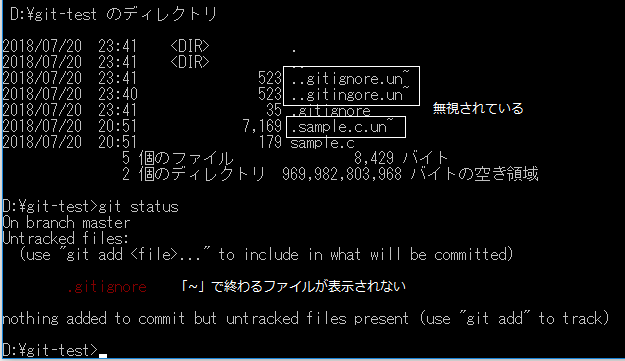 D:\git-test のディレクトリ
2018/07/20 23:41 <DIR> .
2018/07/20 23:41 <DIR> ..
2018/07/20 23:41 523 ..gitignore.un~
2018/07/20 23:40 523 ..gitingore.un~
2018/07/20 23:41 35 .gitignore
無視されている
2018/07/20 20:51 7,169 .sample.c.un~
2018/07/20 20:51 179 sample.c
5 個のファイル 8,429 バイト
2 個のディレクトリ 969,982,803,968 バイトの空き領域
D:\git-test>git status
On branch master
Untracked files:
(use "git add <file>..." to include in what will be committed)
.gitignore 「~」で終わるファイルが表示されない
nothing added to commit but untracked files present (use "git add" to track)
D:\git-test>